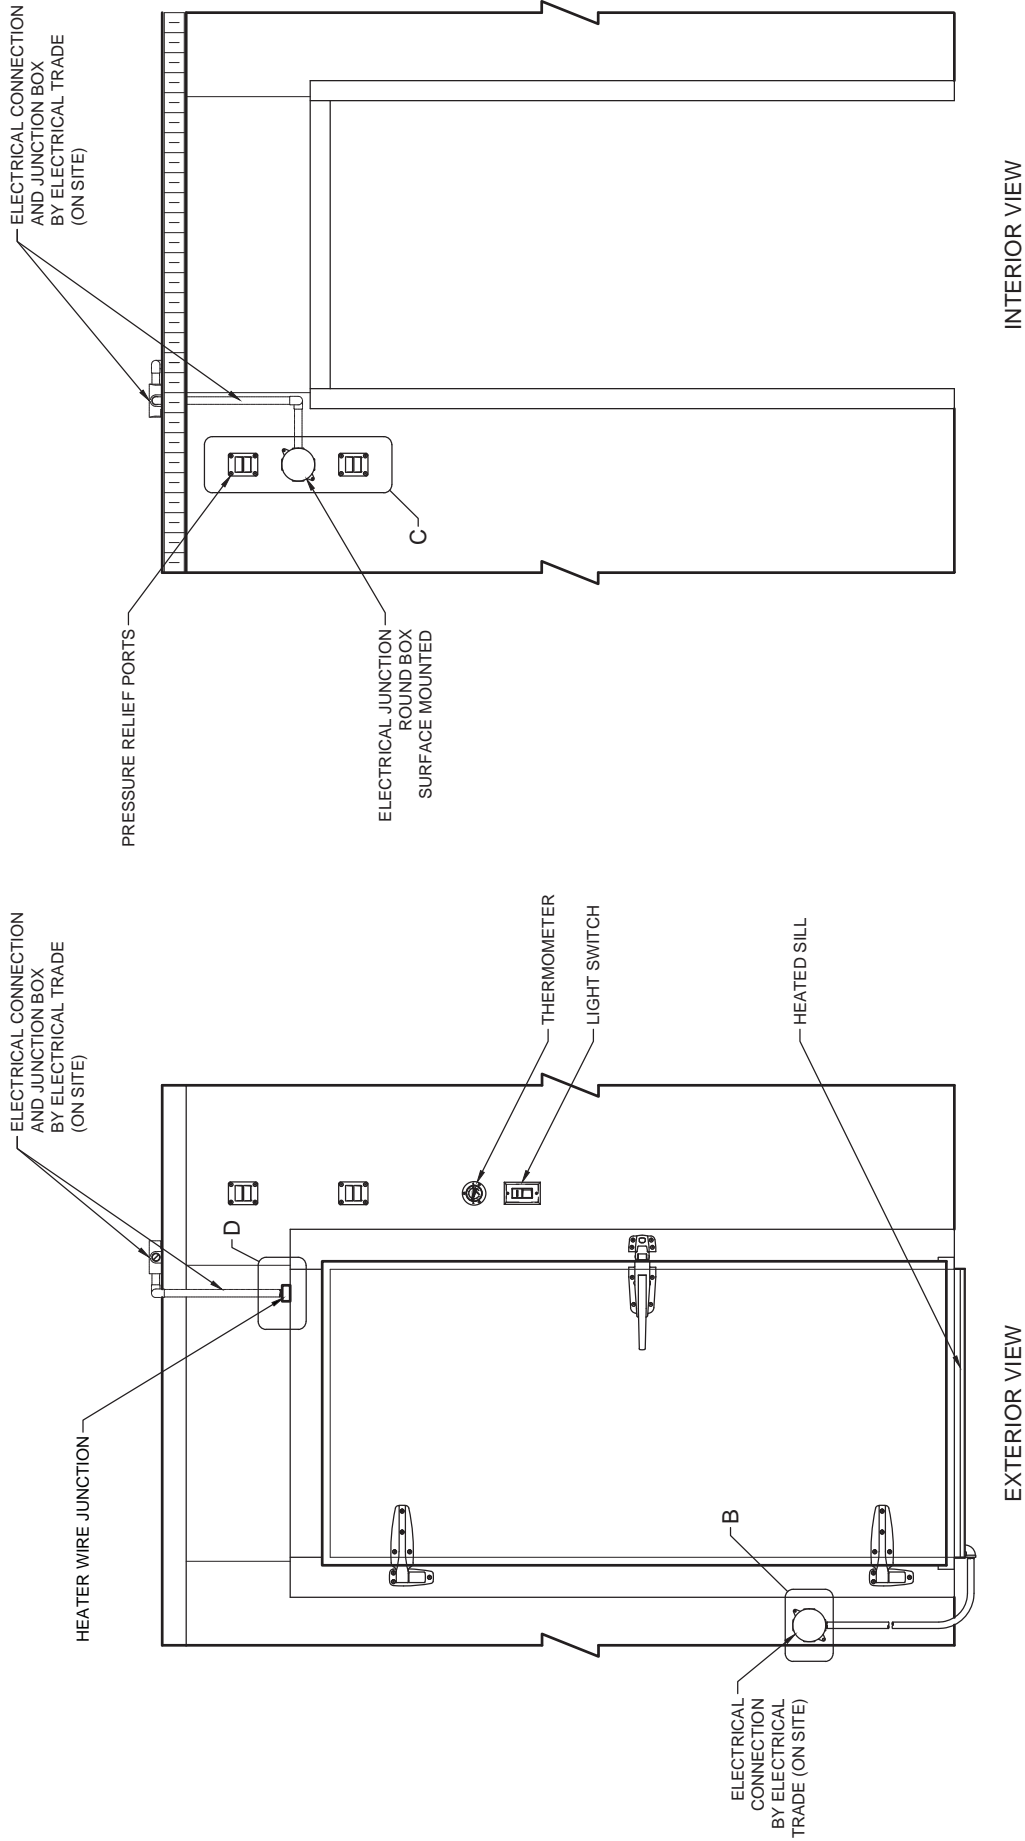 ELECTRICAL CONNECTION
AND JUNCTION BOX
BY ELECTRICAL TRADE
(ON SITE)
HEATER WIRE JUNCTION
D
THERMOMETER
LIGHT SWITCH
HEATED SILL
B
ELECTRICAL
CONNECTION
BY ELECTRICAL
TRADE (ON SITE)
EXTERIOR VIEW
ELECTRICAL CONNECTION
AND JUNCTION BOX
BY ELECTRICAL TRADE
(ON SITE)
PRESSURE RELIEF PORTS
C
ELECTRICAL JUNCTION
ROUND BOX
SURFACE MOUNTED
INTERIOR VIEW